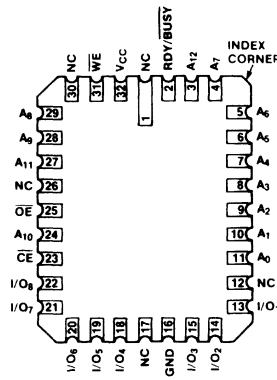 NC
WE
VCC
NC
RDY/BUSY
A12
A7
INDEX
CORNER
30
31
32
1
2
3
4
A8 29
A9 28
A11 27
NC 26
OE 25
A10 24
CE 23
I/O8 22
I/O7 21
5 A6
6 A5
7 A4
8 A3
9 A2
10 A1
11 A0
12 NC
13 I/O
20
19
18
17
16
15
14
I/O6
I/O5
I/O4
NC
GND
I/O3
I/O2